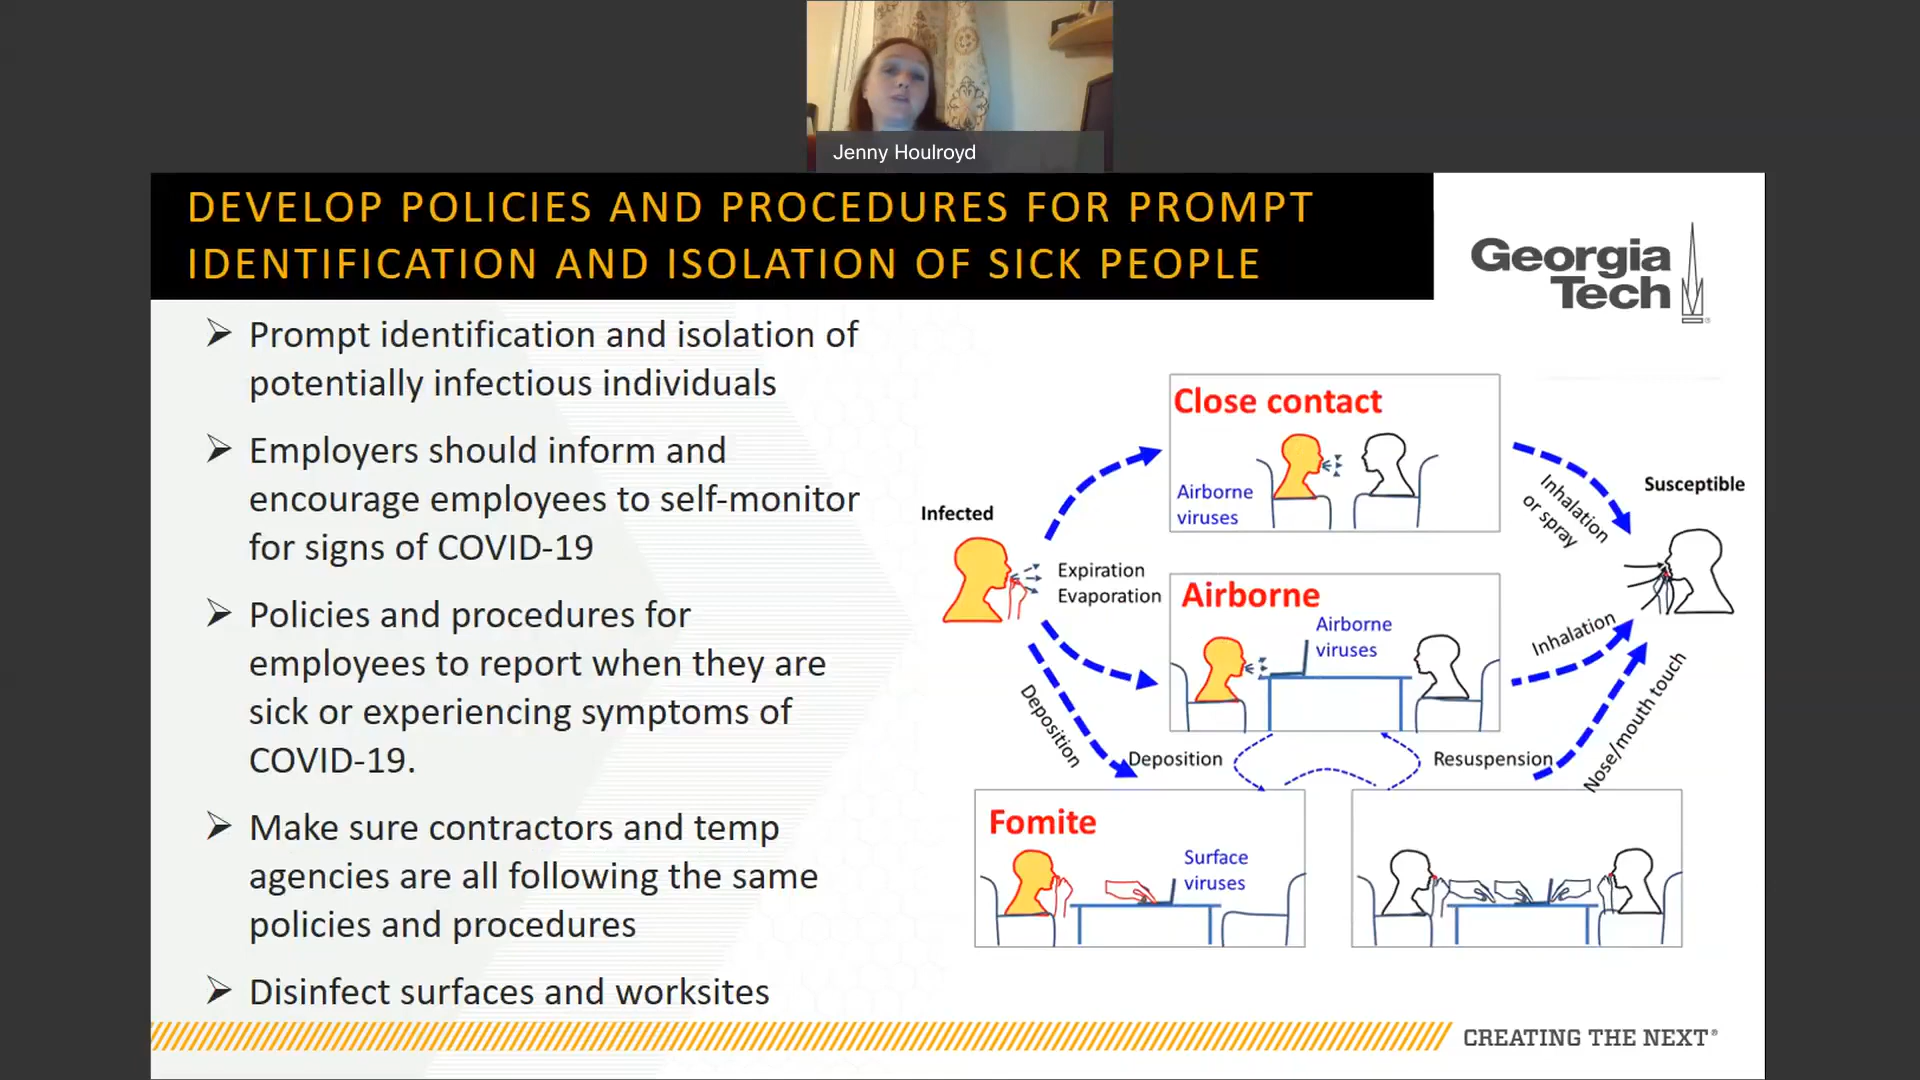 Jenny Houlroyd
DEVELOP POLICIES AND PROCEDURES FOR PROMPT
IDENTIFICATION AND ISOLATION OF SICK PEOPLE
Georgia
Tech
➢ Prompt identification and isolation of
potentially infectious individuals
➢ Employers should inform and
encourage employees to self-monitor
for signs of COVID-19
➢ Policies and procedures for
employees to report when they are
sick or experiencing symptoms of
COVID-19.
➢ Make sure contractors and temp
agencies are all following the same
policies and procedures
➢ Disinfect surfaces and worksites
Infected
Expiration
Evaporation
Close contact
Airborne
viruses
Inhalation
or spray
Susceptible
Airborne
Airborne
viruses
Inhalation
Deposition
Deposition
Resuspension
Nose/mouth touch
Fomite
Surface
viruses
CREATING THE NEXT®